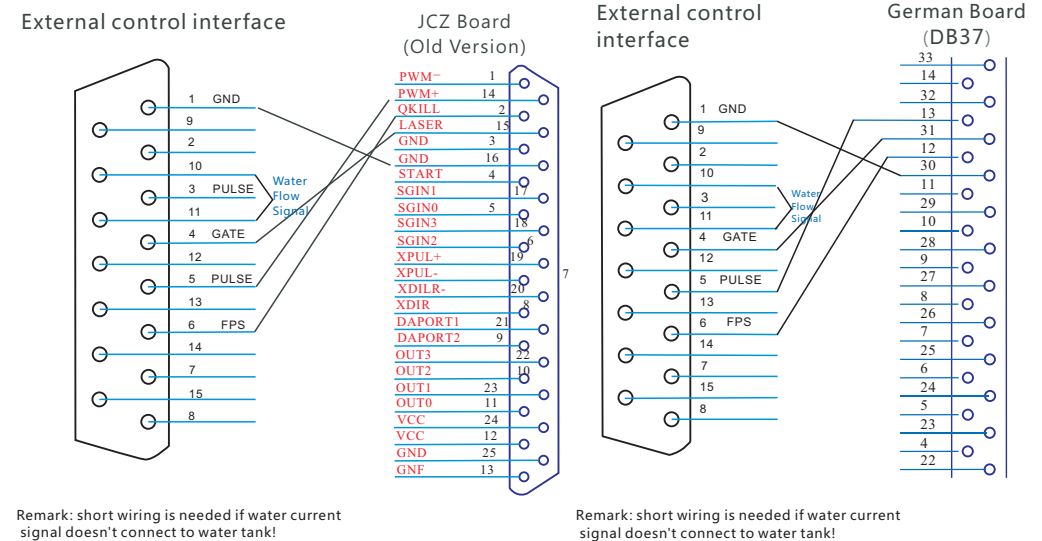 External control interface
1 GND
9
2
10
3 PULSE
11
4 GATE
12
5 PULSE
13
6 FPS
14
7
15
8
Water
Flow
Signal
JCZ Board
(Old Version)
PWM− 1
PWM+ 14
QKILL 2
LASER 15
GND 3
GND 16
START 4
SGIN1 17
SGIN0 5
SGIN3 18
SGIN2 6
XPUL+ 19
XPUL- 7
XDILR- 20
XDIR 8
DAPORT1 21
DAPORT2 9
OUT3 22
OUT2 10
OUT1 23
OUT0 11
VCC 24
VCC 12
GND 25
GNF 13
Remark: short wiring is needed if water current
signal doesn't connect to water tank!
External control
interface
1 GND
9
2
10
3
11
4 GATE
12
5 PULSE
13
6 FPS
14
7
15
8
Water
Flow
Signal
German Board
(DB37)
33
14
32
13
31
12
30
11
29
10
28
9
27
8
26
7
25
6
24
5
23
4
22
Remark: short wiring is needed if water current
signal doesn't connect to water tank!